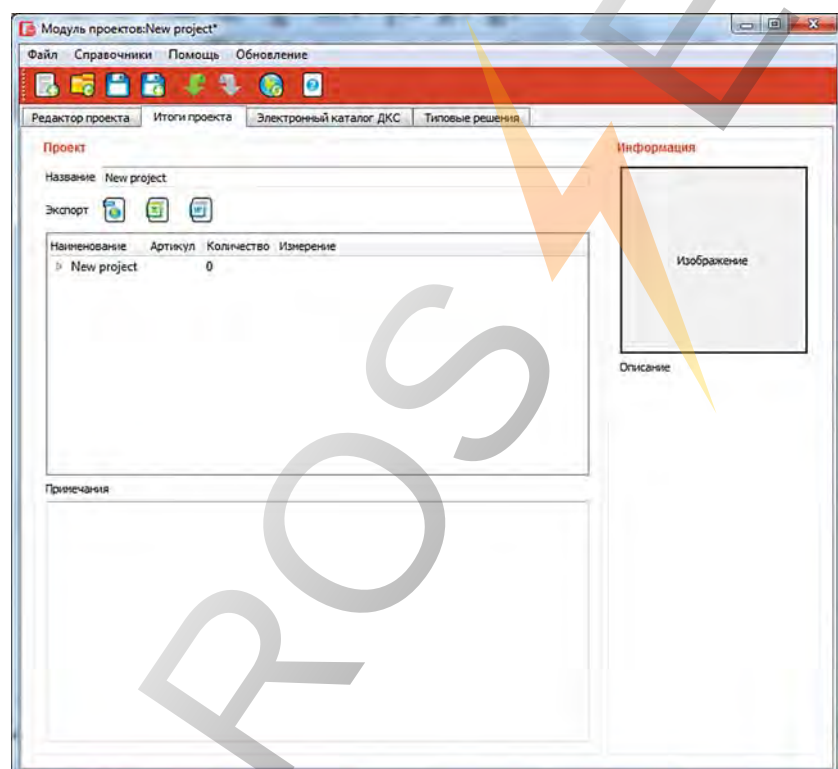 Модуль проектов:New project*
Файл Справочники Помощь Обновление
Редактор проекта Итоги проекта Электронный каталог ДКС Типовые решения
Проект
Название New project
Экспорт
Наименование Артикул Количество Измерение
New project 0
Примечания
Информация
Изображение
Описание
ROS E